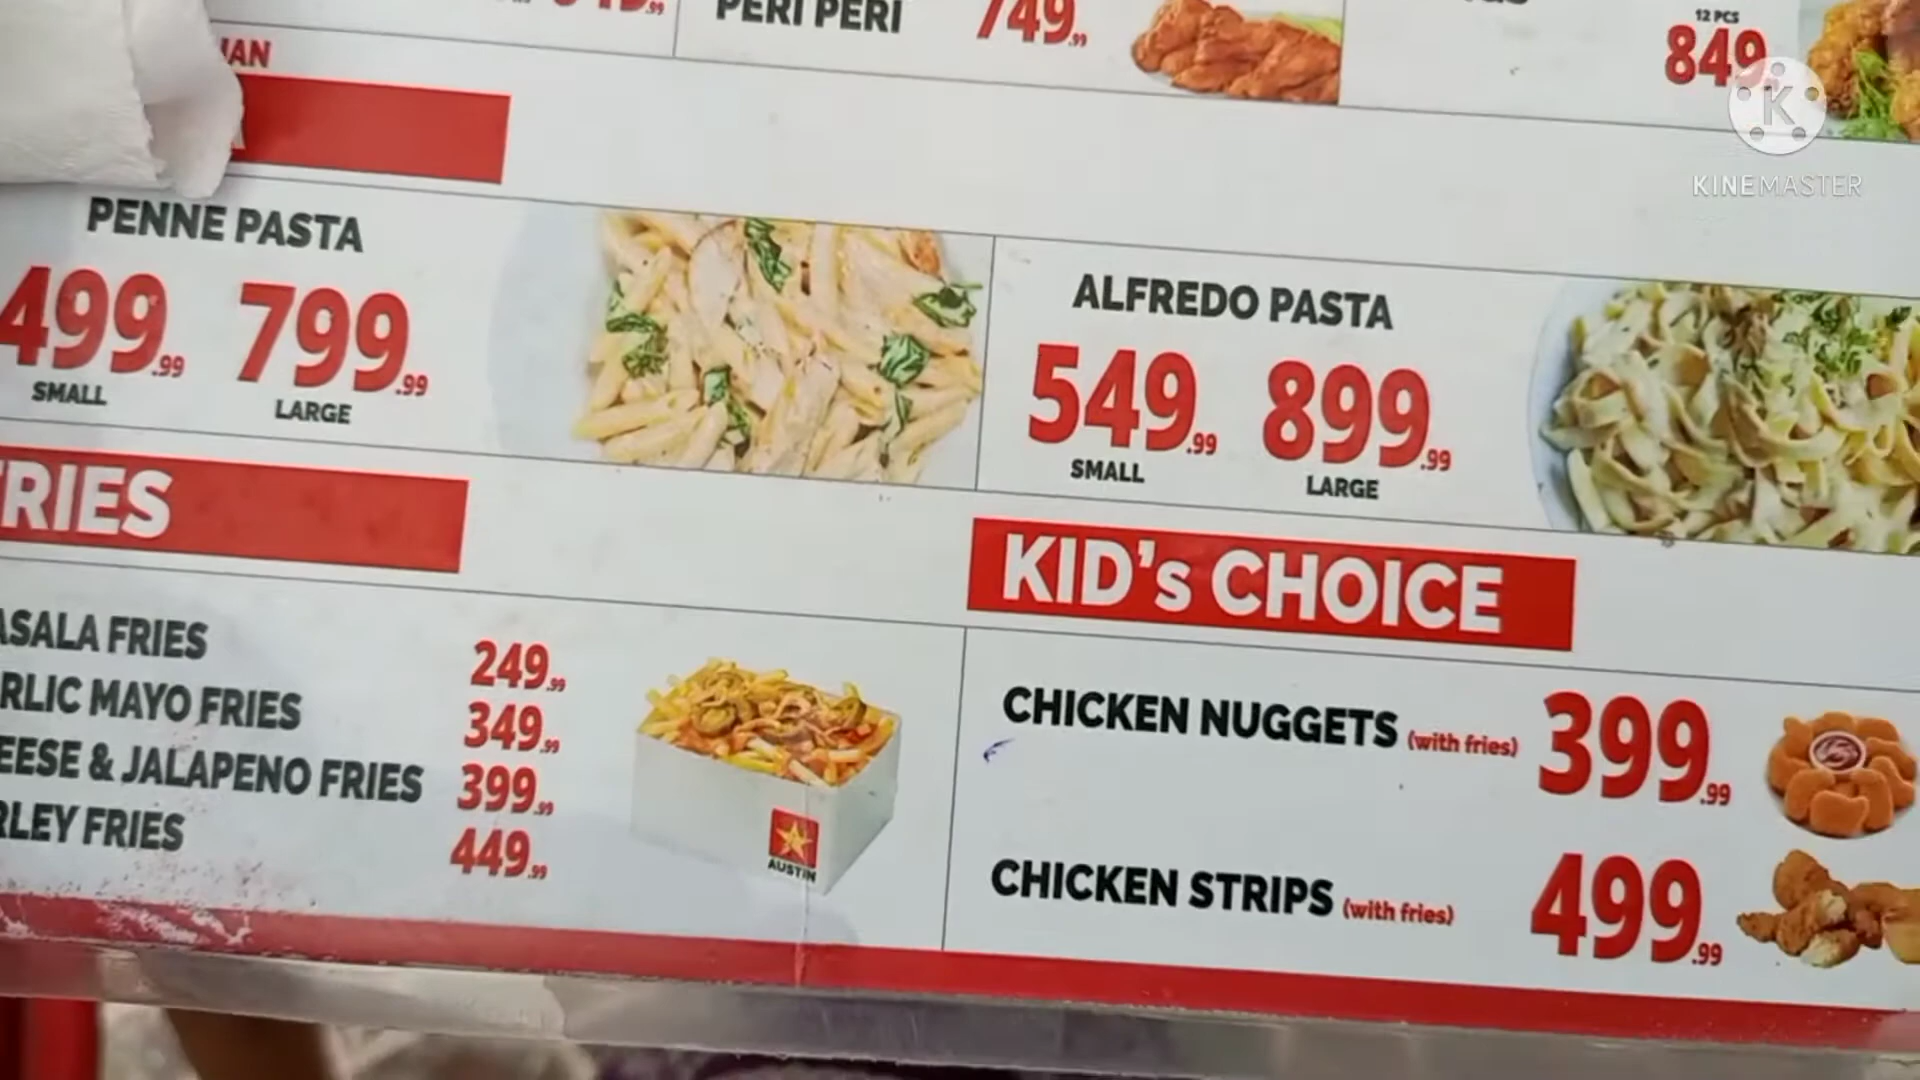 PERI PERI 749.99
12 PCS
849
KINEMASTER
PENNE PASTA
499.99 799.99
SMALL LARGE
ALFREDO PASTA
549.99 899.99
SMALL LARGE
RIES
KID's CHOICE
ASALA FRIES 249.99
RLIC MAYO FRIES 349.99
EESE & JALAPENO FRIES 399.99
RLEY FRIES 449.99
AUSTIN
CHICKEN NUGGETS (with fries) 399.99
CHICKEN STRIPS (with fries) 499.99